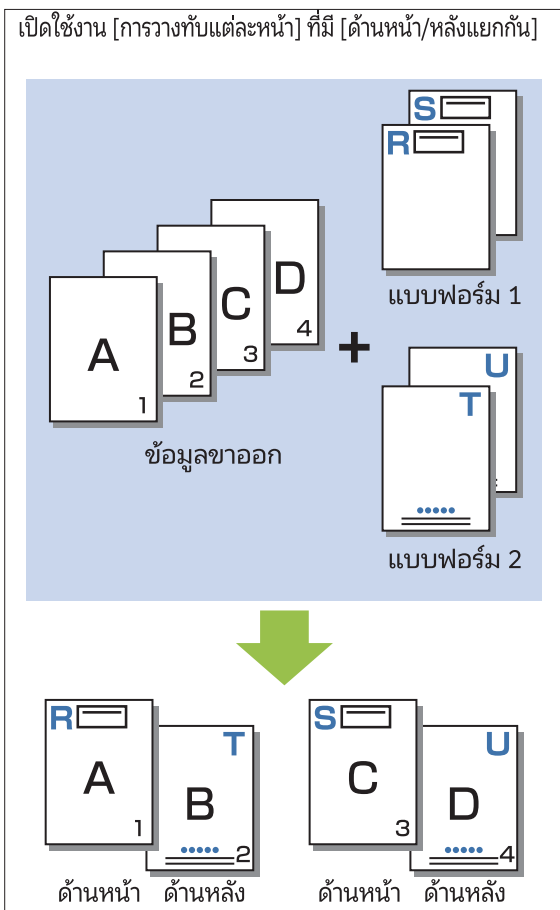 เปิดใช้งาน [การวางทับแต่ละหน้า] ที่มี [ด้านหน้า/หลังแยกกัน]
S
R
แบบฟอร์ม 1
A
1
B
2
C
3
D
4
+
ข้อมูลขาออก
U
T
แบบฟอร์ม 2
R
A
1
T
B
2
S
C
3
U
D
4
ด้านหน้า ด้านหลัง ด้านหน้า ด้านหลัง